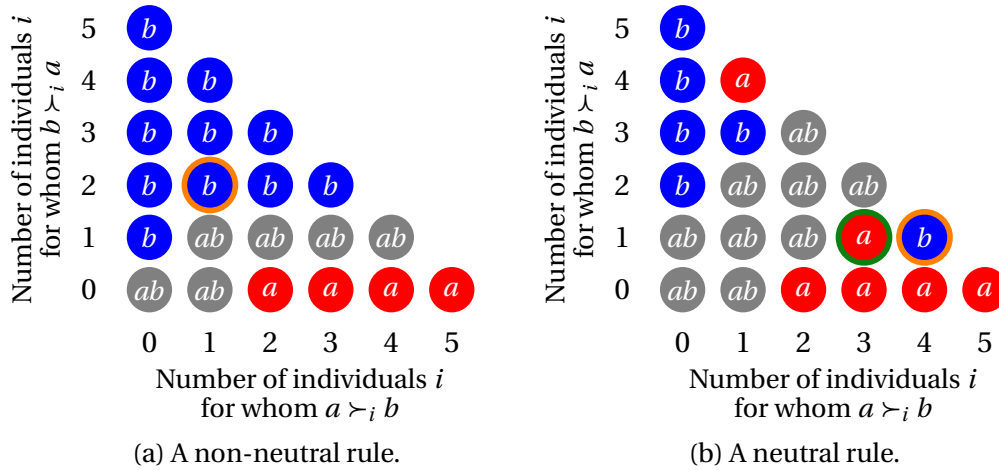 Number of individuals i
for whom b ≻i a
5 b
4 b b
3 b b b
2 b b b b
1 b ab ab ab ab
0 ab ab a a a a
0 1 2 3 4 5
Number of individuals i
for whom a ≻i b
(a) A non-neutral rule.
Number of individuals i
for whom b ≻i a
5 b
4 b a
3 b b ab
2 b ab ab ab
1 ab ab ab a b
0 ab ab a a a a
0 1 2 3 4 5
Number of individuals i
for whom a ≻i b
(b) A neutral rule.